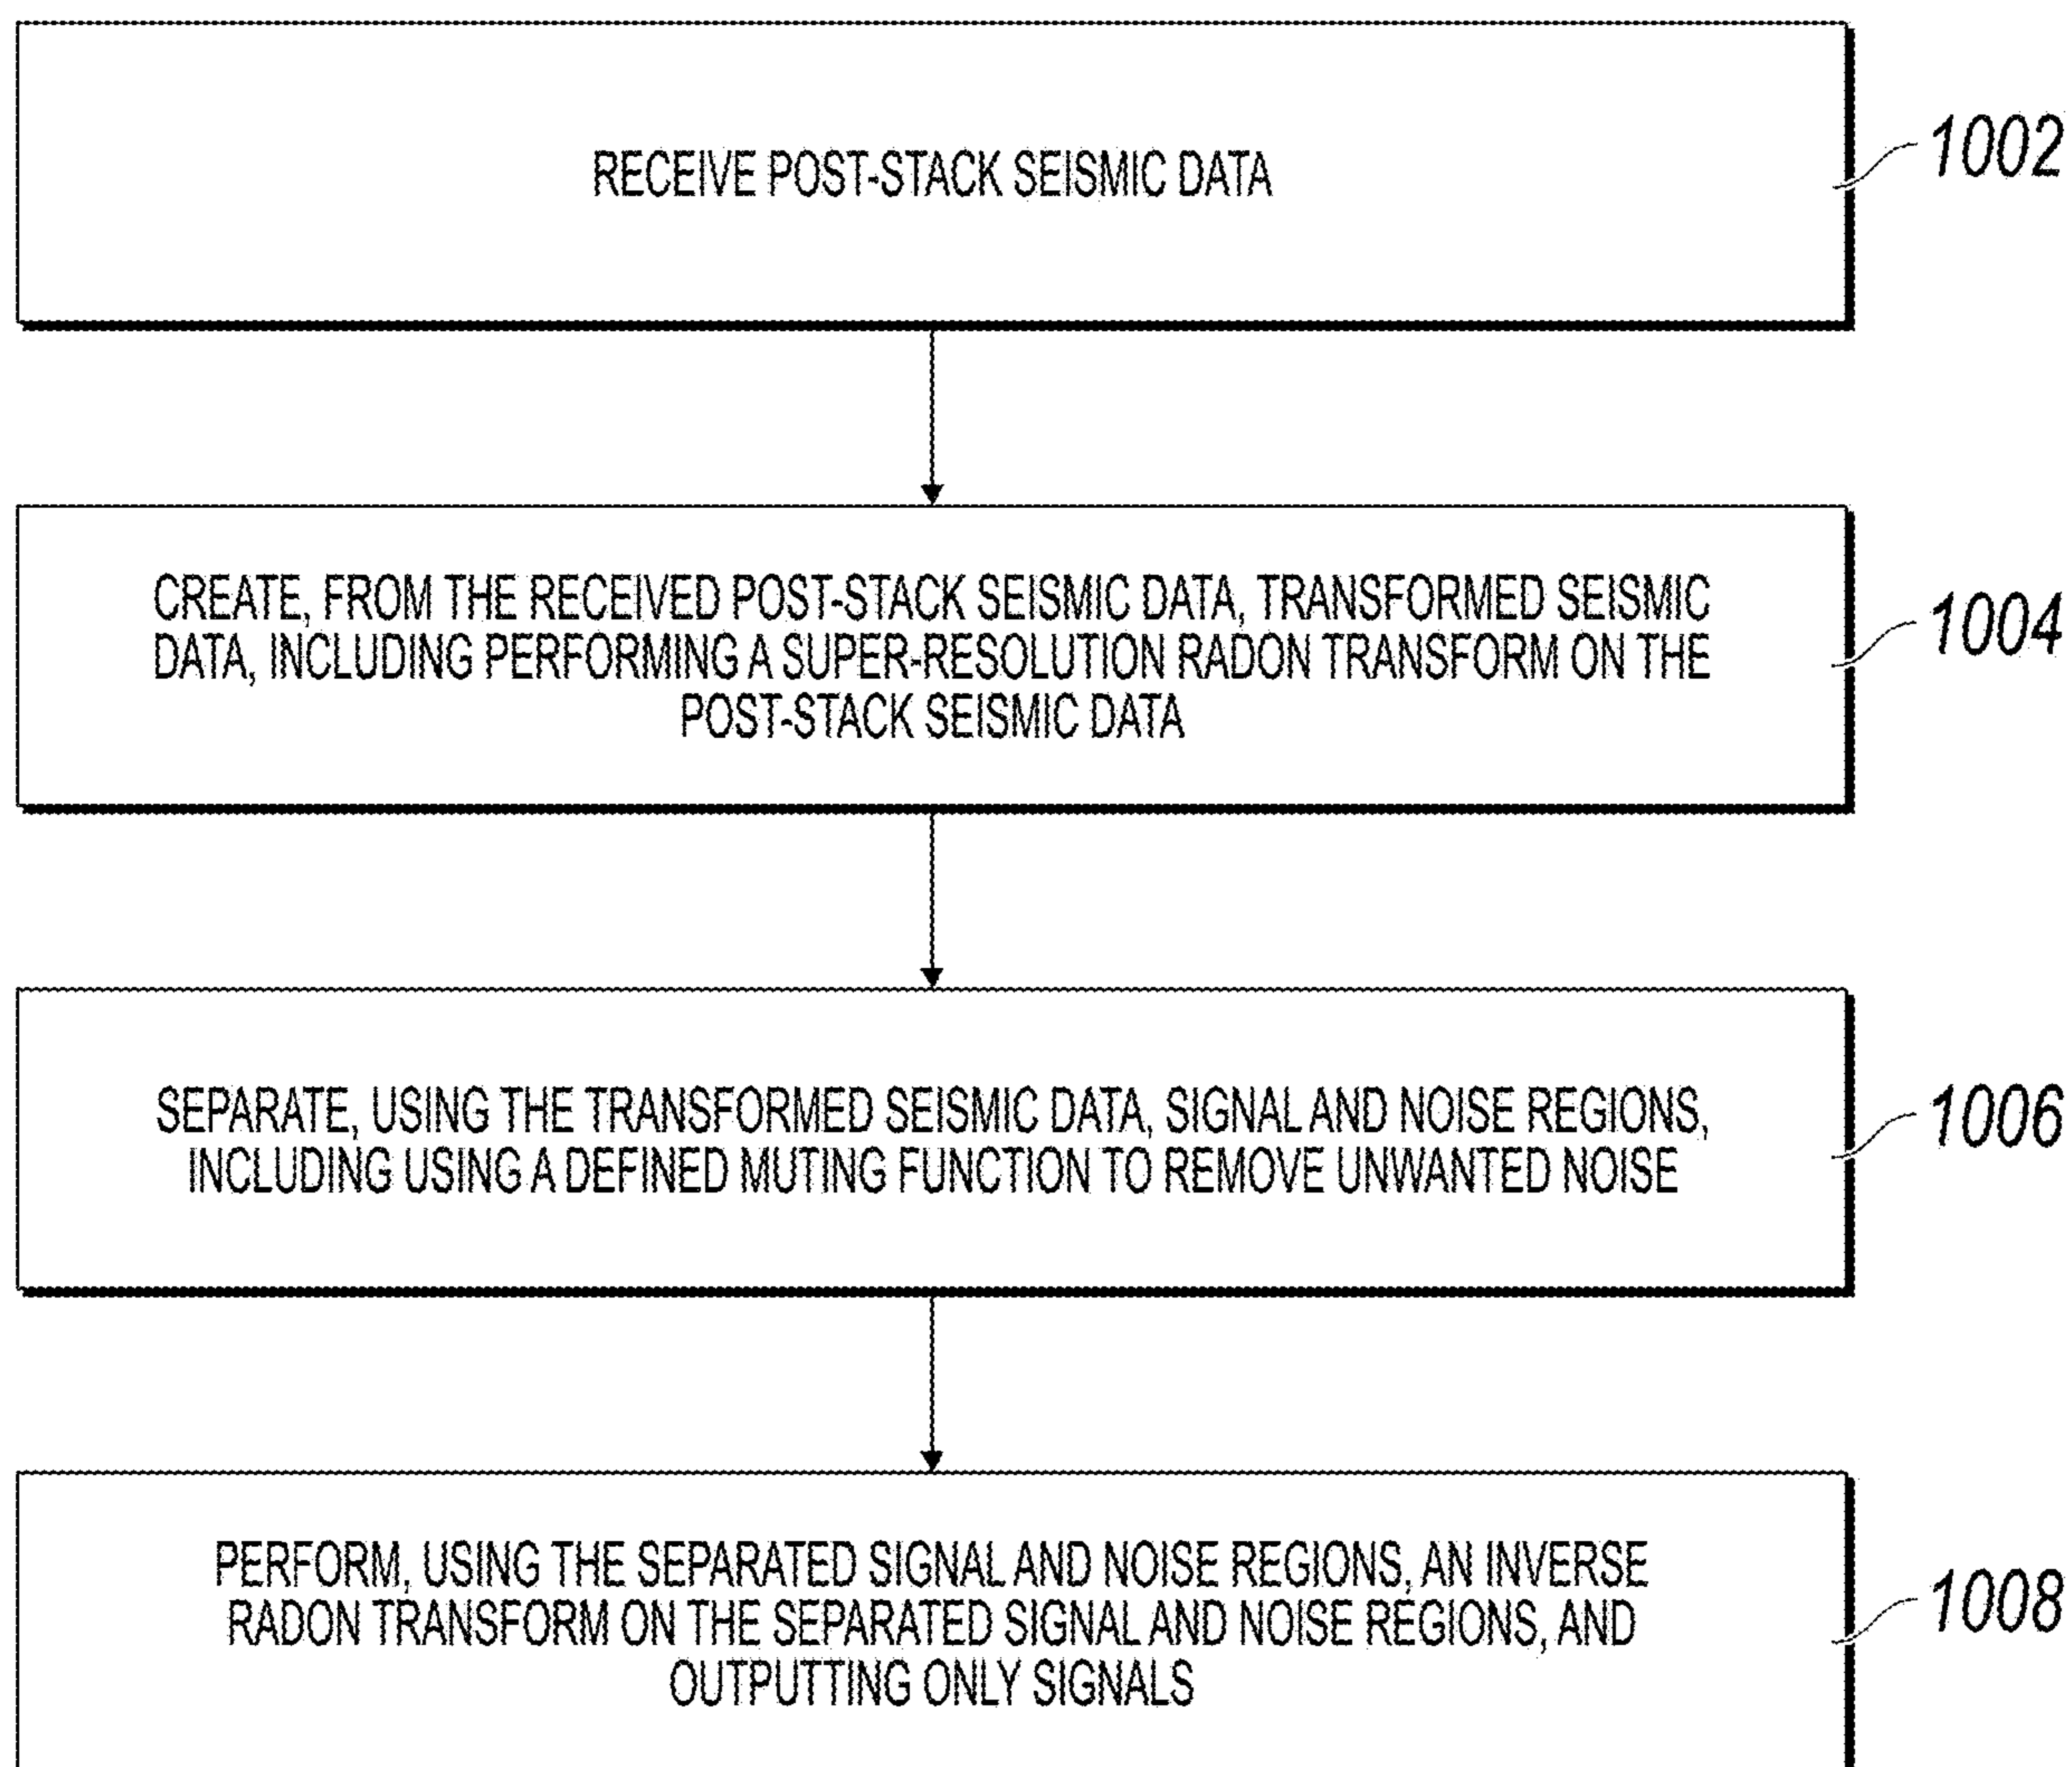 RECEIVE POST-STACK SEISMIC DATA
1002
CREATE, FROM THE RECEIVED POST-STACK SEISMIC DATA, TRANSFORMED SEISMIC
DATA, INCLUDING PERFORMING A SUPER-RESOLUTION RADON TRANSFORM ON THE
POST-STACK SEISMIC DATA
1004
SEPARATE, USING THE TRANSFORMED SEISMIC DATA, SIGNAL AND NOISE REGIONS,
INCLUDING USING A DEFINED MUTING FUNCTION TO REMOVE UNWANTED NOISE
1006
PERFORM, USING THE SEPARATED SIGNAL AND NOISE REGIONS, AN INVERSE
RADON TRANSFORM ON THE SEPARATED SIGNAL AND NOISE REGIONS, AND
OUTPUTTING ONLY SIGNALS
1008